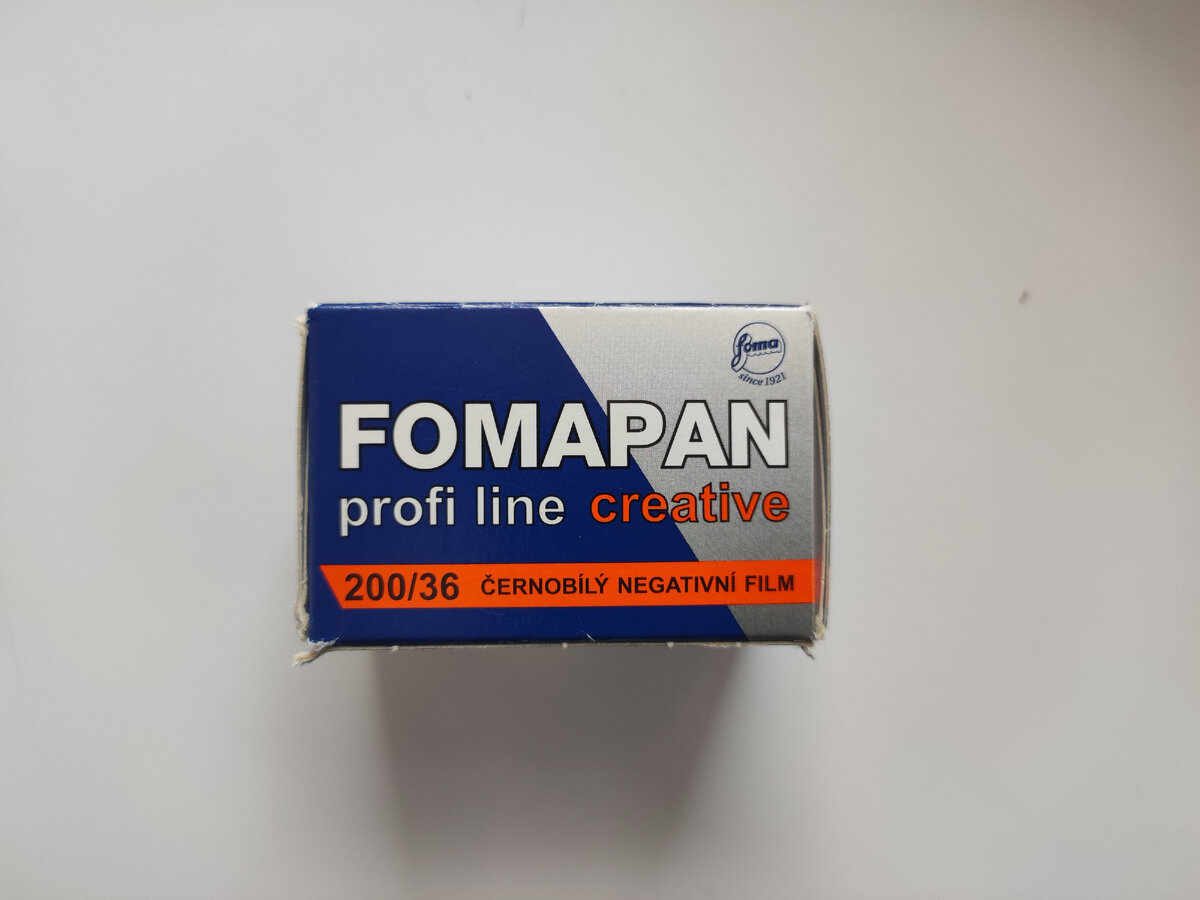 foma
since 1921
FOMAPAN
profi line creative
200/36 ČERNOBÍLÝ NEGATIVNÍ FILM